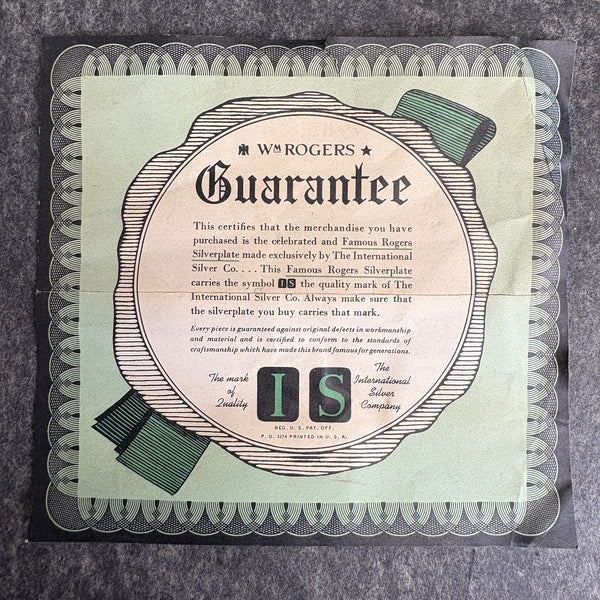 Wᴹ ROGERS ★
Guarantee
This certifies that the merchandise you have
purchased is the celebrated and Famous Rogers
Silverplate made exclusively by The International
Silver Co. . . . This Famous Rogers Silverplate
carries the symbol IS the quality mark of The
International Silver Co. Always make sure that
the silverplate you buy carries that mark.
Every piece is guaranteed against original defects in workmanship
and material and is certified to conform to the standards of
craftsmanship which have made this brand famous for generations.
The mark
of
Quality
I S
The
International
Silver
Company
REG. U. S. PAT. OFF.
P. D. 3274 PRINTED IN U. S. A.